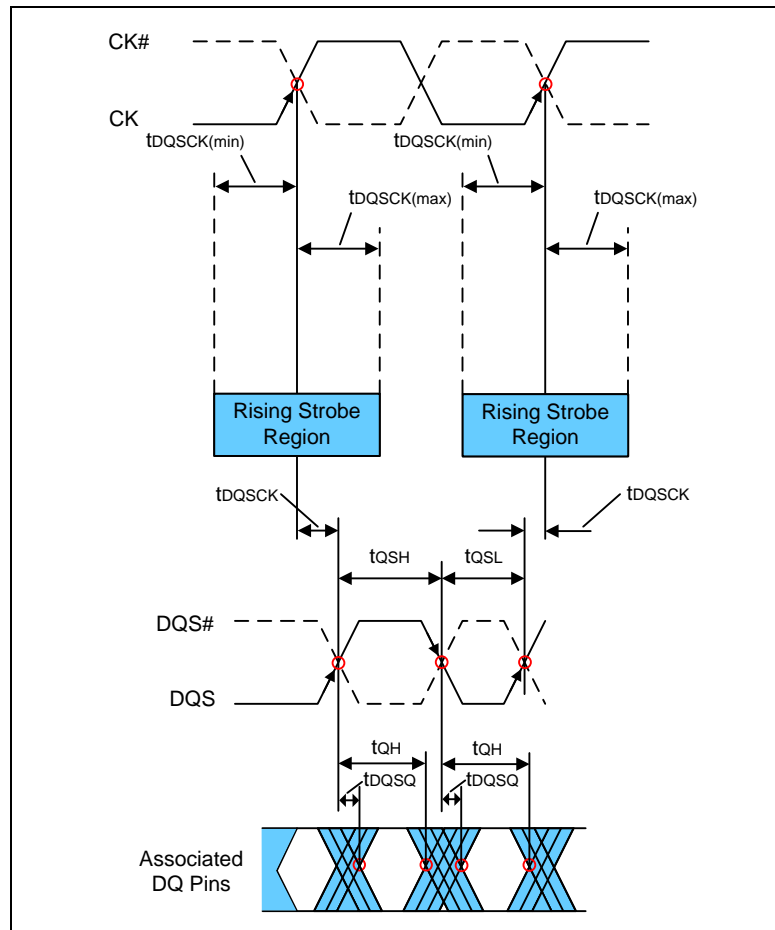 CK#
CK
tDQSCK(min)
tDQSCK(min)
tDQSCK(max)
tDQSCK(max)
Rising Strobe
Region
Rising Strobe
Region
tDQSCK
tDQSCK
tQSH
tQSL
DQS#
DQS
tQH
tQH
tDQSQ
tDQSQ
Associated
DQ Pins